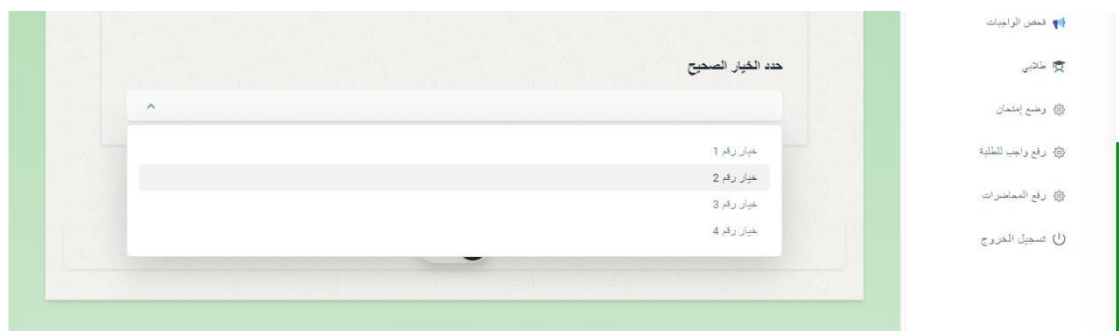 فحص الواجبات
طلابي
وضع إمتحان
رفع واجب للطلبة
رفع المحاضرات
تسجيل الخروج
حدد الخيار الصحيح
خيار رقم 1
خيار رقم 2
خيار رقم 3
خيار رقم 4